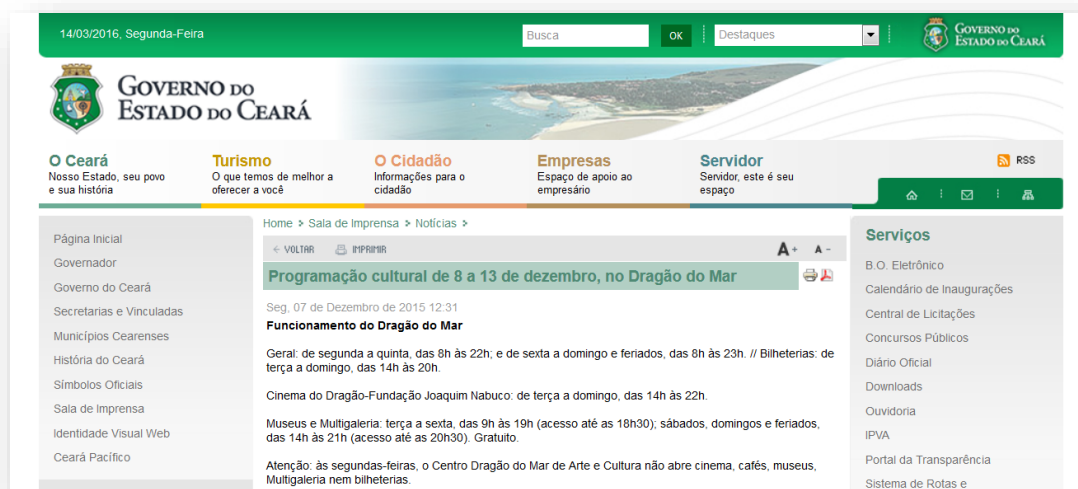 14/03/2016, Segunda-Feira
Busca
OK
Destaques
GOVERNO DO
ESTADO DO CEARÁ
GOVERNO DO
ESTADO DO CEARÁ
O Ceará
Nosso Estado, seu povo
e sua história
Turismo
O que temos de melhor a
oferecer a você
O Cidadão
Informações para o
cidadão
Empresas
Espaço de apoio ao
empresário
Servidor
Servidor, este é seu
espaço
RSS
Página Inicial
Governador
Governo do Ceará
Secretarias e Vinculadas
Municípios Cearenses
História do Ceará
Símbolos Oficiais
Sala de Imprensa
Identidade Visual Web
Ceará Pacífico
Home > Sala de Imprensa > Notícias >
VOLTAR IMPRIMIR A+ A-
Programação cultural de 8 a 13 de dezembro, no Dragão do Mar
Seg, 07 de Dezembro de 2015 12:31
Funcionamento do Dragão do Mar
Geral: de segunda a quinta, das 8h às 22h; e de sexta a domingo e feriados, das 8h às 23h. // Bilheterias: de
terça a domingo, das 14h às 20h.
Cinema do Dragão-Fundação Joaquim Nabuco: de terça a domingo, das 14h às 22h.
Museus e Multigaleria: terça a sexta, das 9h às 19h (acesso até as 18h30); sábados, domingos e feriados,
das 14h às 21h (acesso até as 20h30). Gratuito.
Atenção: às segundas-feiras, o Centro Dragão do Mar de Arte e Cultura não abre cinema, cafés, museus,
Multigaleria nem bilheterias.
Serviços
B.O. Eletrônico
Calendário de Inaugurações
Central de Licitações
Concursos Públicos
Diário Oficial
Downloads
Ouvidoria
IPVA
Portal da Transparência
Sistema de Rotas e